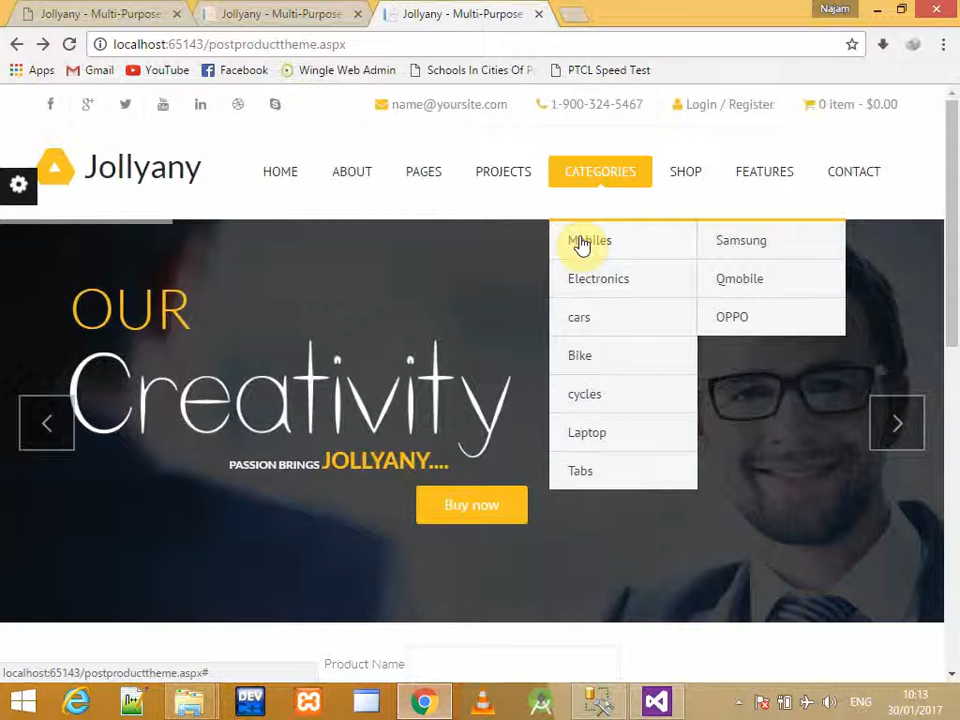 Jollyany - Multi-Purpose
Jollyany - Multi-Purpose
Jollyany - Multi-Purpose
Najam
localhost:65143/postproducttheme.aspx
Apps
Gmail
YouTube
Facebook
Wingle Web Admin
Schools In Cities Of P
PTCL Speed Test
name@yoursite.com
1-900-324-5467
Login / Register
0 item - $0.00
Jollyany
HOME
ABOUT
PAGES
PROJECTS
CATEGORIES
SHOP
FEATURES
CONTACT
Mobiles
Samsung
Electronics
Qmobile
cars
OPPO
Bike
cycles
Laptop
Tabs
OUR
Creativity
PASSION BRINGS JOLLYANY....
Buy now
Product Name
localhost:65143/postproducttheme.aspx#
DEV
ENG
10:13
30/01/2017